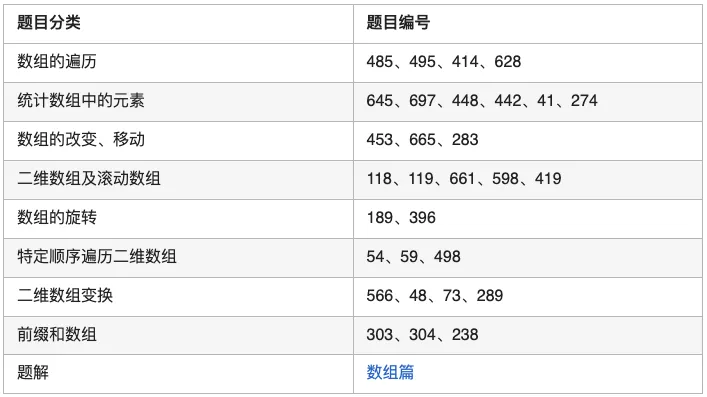 题目分类 题目编号
数组的遍历 485、495、414、628
统计数组中的元素 645、697、448、442、41、274
数组的改变、移动 453、665、283
二维数组及滚动数组 118、119、661、598、419
数组的旋转 189、396
特定顺序遍历二维数组 54、59、498
二维数组变换 566、48、73、289
前缀和数组 303、304、238
题解 数组篇